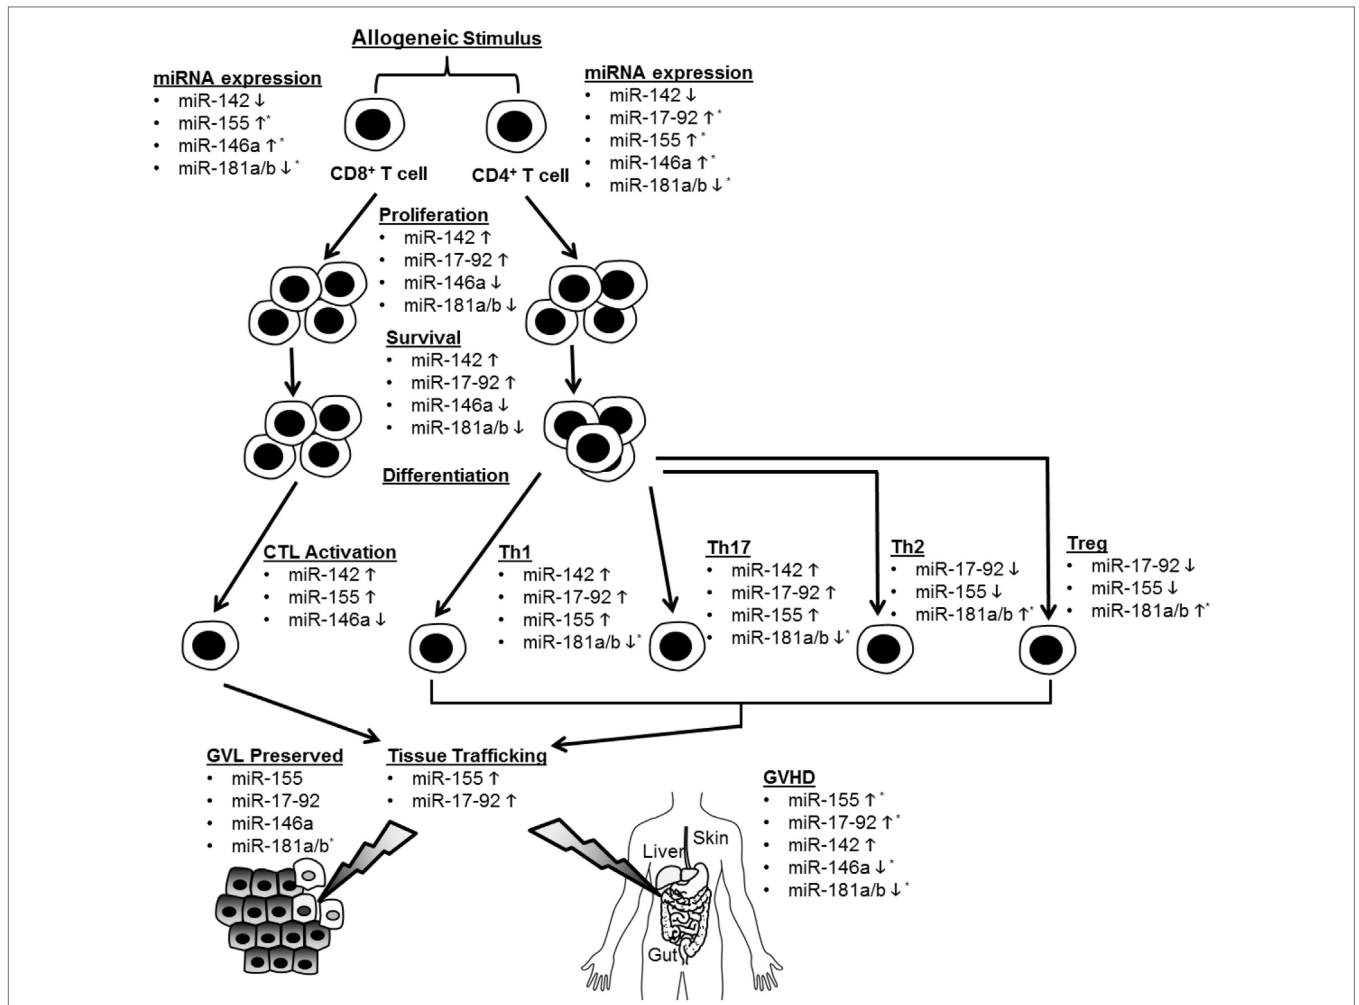 Allogeneic Stimulus
miRNA expression
• miR-142 ↓
• miR-155 ↑*
• miR-146a ↑*
• miR-181a/b ↓*
miRNA expression
• miR-142 ↓
• miR-17-92 ↑*
• miR-155 ↑*
• miR-146a ↑*
• miR-181a/b ↓*
CD8+ T cell
CD4+ T cell
Proliferation
• miR-142 ↑
• miR-17-92 ↑
• miR-146a ↓
• miR-181a/b ↓
Survival
• miR-142 ↑
• miR-17-92 ↑
• miR-146a ↓
• miR-181a/b ↓
Differentiation
CTL Activation
• miR-142 ↑
• miR-155 ↑
• miR-146a ↓
Th1
• miR-142 ↑
• miR-17-92 ↑
• miR-155 ↑
• miR-181a/b ↓*
Th17
• miR-142 ↑
• miR-17-92 ↑
• miR-155 ↑
• miR-181a/b ↓*
Th2
• miR-17-92 ↓
• miR-155 ↓
• miR-181a/b ↑*
Treg
• miR-17-92 ↓
• miR-155 ↓
• miR-181a/b ↑*
GVL Preserved
• miR-155
• miR-17-92
• miR-146a
• miR-181a/b*
Tissue Trafficking
• miR-155 ↑
• miR-17-92 ↑
GVHD
• miR-155 ↑*
• miR-17-92 ↑*
• miR-142 ↑
• miR-146a ↓*
• miR-181a/b ↓*
Skin
Liver
Gut